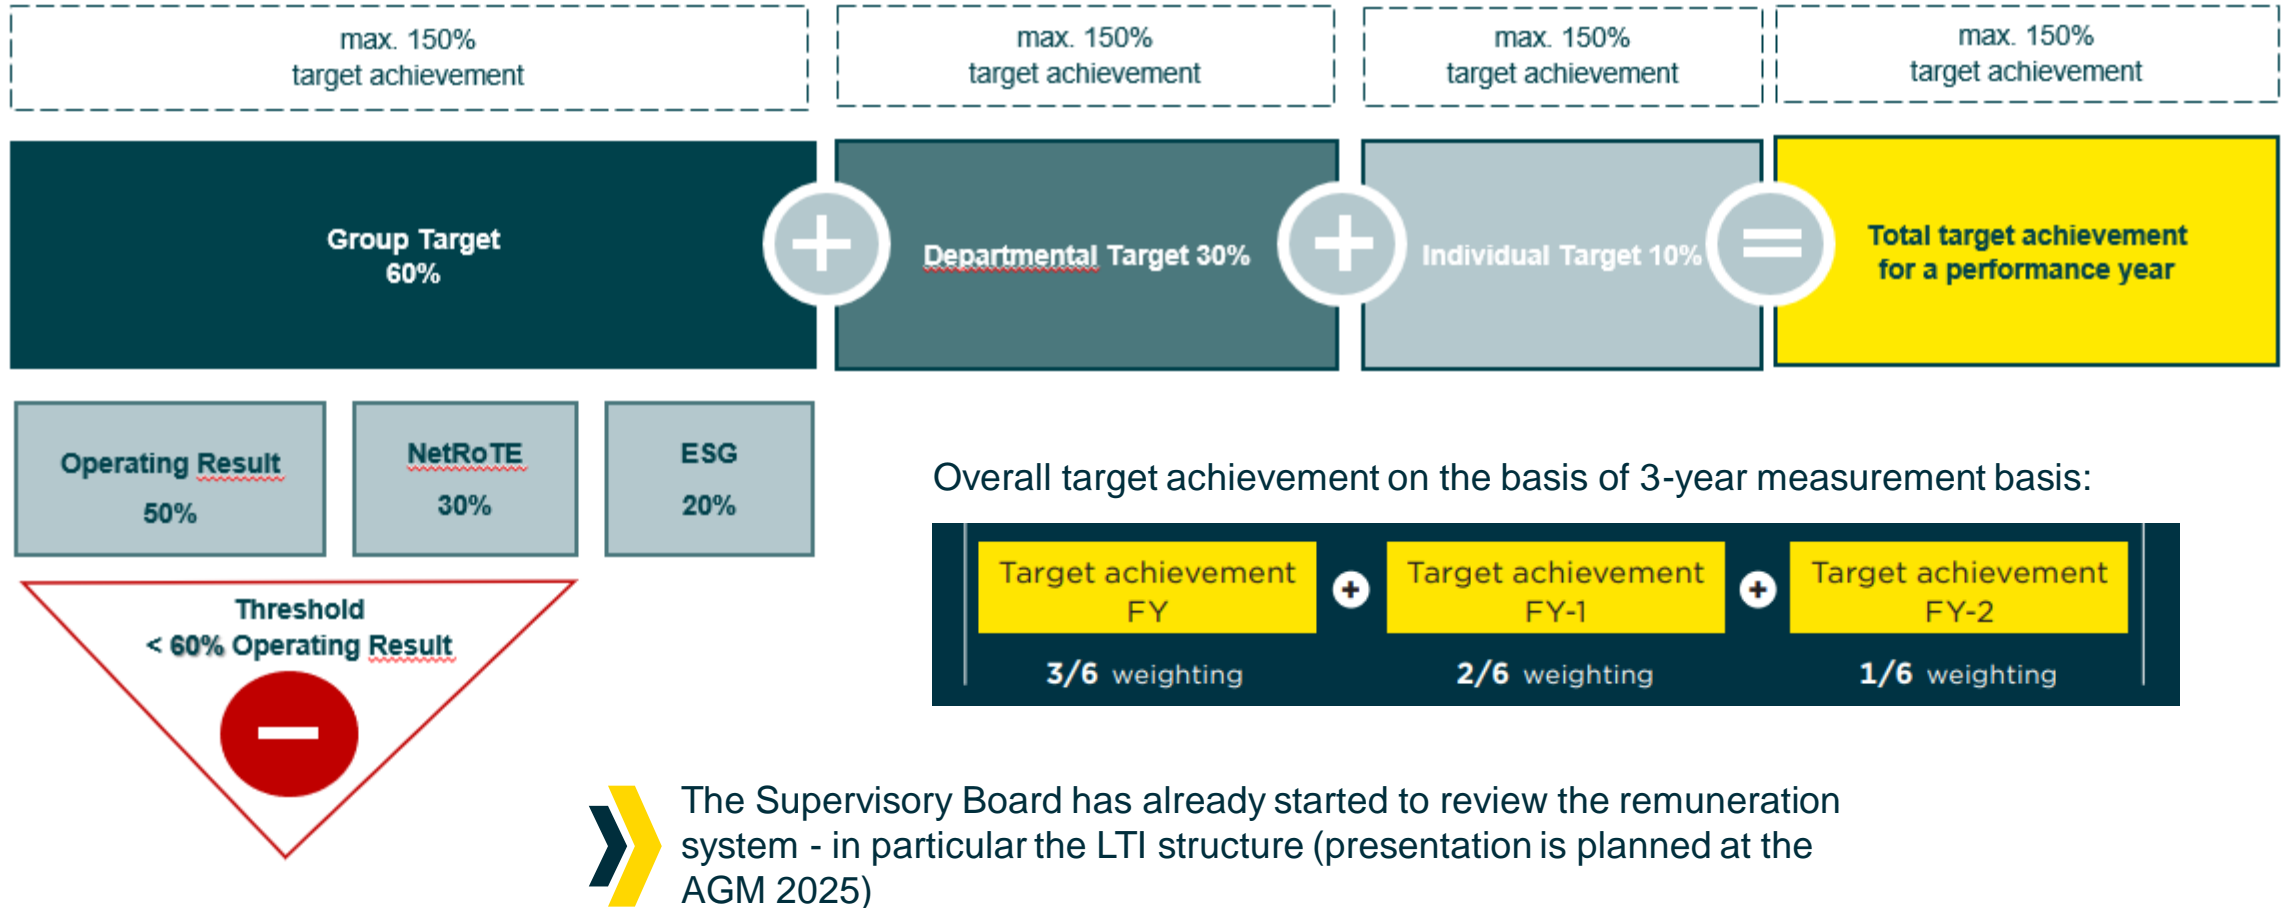 max. 150%
target achievement
max. 150%
target achievement
max. 150%
target achievement
max. 150%
target achievement
Group Target
60%
+
Departmental Target 30%
+
Individual Target 10%
=
Total target achievement
for a performance year
Operating Result
50%
NetRoTE
30%
ESG
20%
Threshold
< 60% Operating Result
Overall target achievement on the basis of 3-year measurement basis:
Target achievement
FY
+
Target achievement
FY-1
+
Target achievement
FY-2
3/6 weighting
2/6 weighting
1/6 weighting
The Supervisory Board has already started to review the remuneration
system - in particular the LTI structure (presentation is planned at the
AGM 2025)